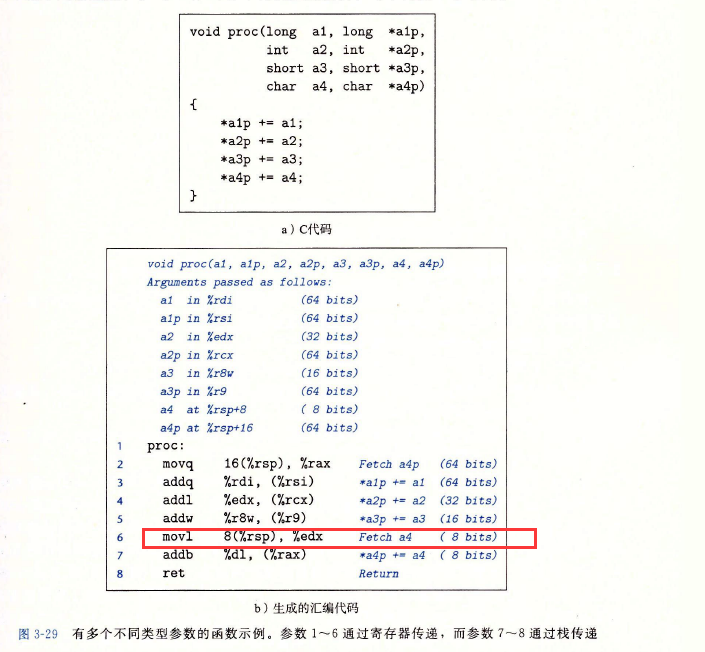 void proc(long  a1, long  *a1p,
          int   a2, int   *a2p,
          short a3, short *a3p,
          char  a4, char  *a4p)
{
    *a1p += a1;
    *a2p += a2;
    *a3p += a3;
    *a4p += a4;
}
a）C代码
void proc(a1, a1p, a2, a2p, a3, a3p, a4, a4p)
Arguments passed as follows:
  a1  in %rdi        (64 bits)
  a1p in %rsi        (64 bits)
  a2  in %edx        (32 bits)
  a2p in %rcx        (64 bits)
  a3  in %r8w        (16 bits)
  a3p in %r9         (64 bits)
  a4  at %rsp+8      ( 8 bits)
  a4p at %rsp+16     (64 bits)
1 proc:
2   movq    16(%rsp), %rax   Fetch a4p  (64 bits)
3   addq    %rdi, (%rsi)     *a1p += a1 (64 bits)
4   addl    %edx, (%rcx)     *a2p += a2 (32 bits)
5   addw    %r8w, (%r9)      *a3p += a3 (16 bits)
6   movl    8(%rsp), %edx    Fetch a4   ( 8 bits)
7   addb    %dl, (%rax)      *a4p += a4 ( 8 bits)
8   ret                      Return
b）生成的汇编代码
图 3-29 有多个不同类型参数的函数示例。参数 1～6 通过寄存器传递，而参数 7～8 通过栈传递